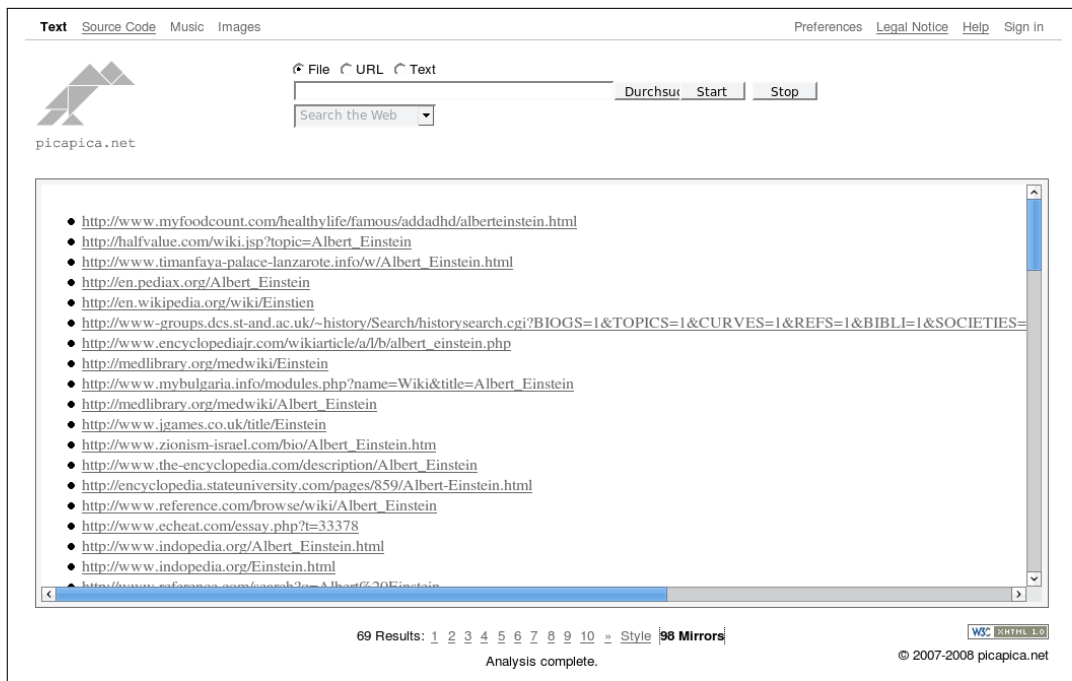 Text Source Code Music Images Preferences Legal Notice Help Sign in
File URL Text
Durchsuc Start Stop
Search the Web
picapica.net
http://www.myfoodcount.com/healthylife/famous/addadhd/alberteinstein.html
http://halfvalue.com/wiki.jsp?topic=Albert_Einstein
http://www.timanfaya-palace-lanzarote.info/w/Albert_Einstein.html
http://en.pediax.org/Albert_Einstein
http://en.wikipedia.org/wiki/Einstien
http://www-groups.dcs.st-and.ac.uk/~history/Search/historysearch.cgi?BIOGS=1&TOPICS=1&CURVES=1&REFS=1&BIBLI=1&SOCIETIES=
http://www.encyclopediajr.com/wikiarticle/a/l/b/albert_einstein.php
http://medlibrary.org/medwiki/Einstein
http://www.mybulgaria.info/modules.php?name=Wiki&title=Albert_Einstein
http://medlibrary.org/medwiki/Albert_Einstein
http://www.jgames.co.uk/title/Einstein
http://www.zionism-israel.com/bio/Albert_Einstein.htm
http://www.the-encyclopedia.com/description/Albert_Einstein
http://encyclopedia.stateuniversity.com/pages/859/Albert-Einstein.html
http://www.reference.com/browse/wiki/Albert_Einstein
http://www.echeat.com/essay.php?t=33378
http://www.indopedia.org/Albert_Einstein.html
http://www.indopedia.org/Einstein.html
http://www.reference.com/search?q=Albert%20Einstein
69 Results: 1 2 3 4 5 6 7 8 9 10 » Style 98 Mirrors
W3C XHTML 1.0
Analysis complete.
© 2007-2008 picapica.net